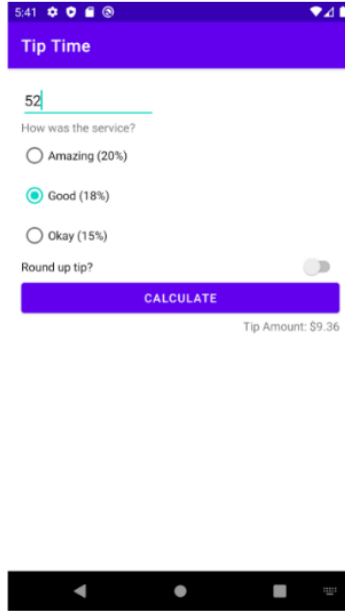 5:41
Tip Time
52
How was the service?
Amazing (20%)
Good (18%)
Okay (15%)
Round up tip?
CALCULATE
Tip Amount: $9.36